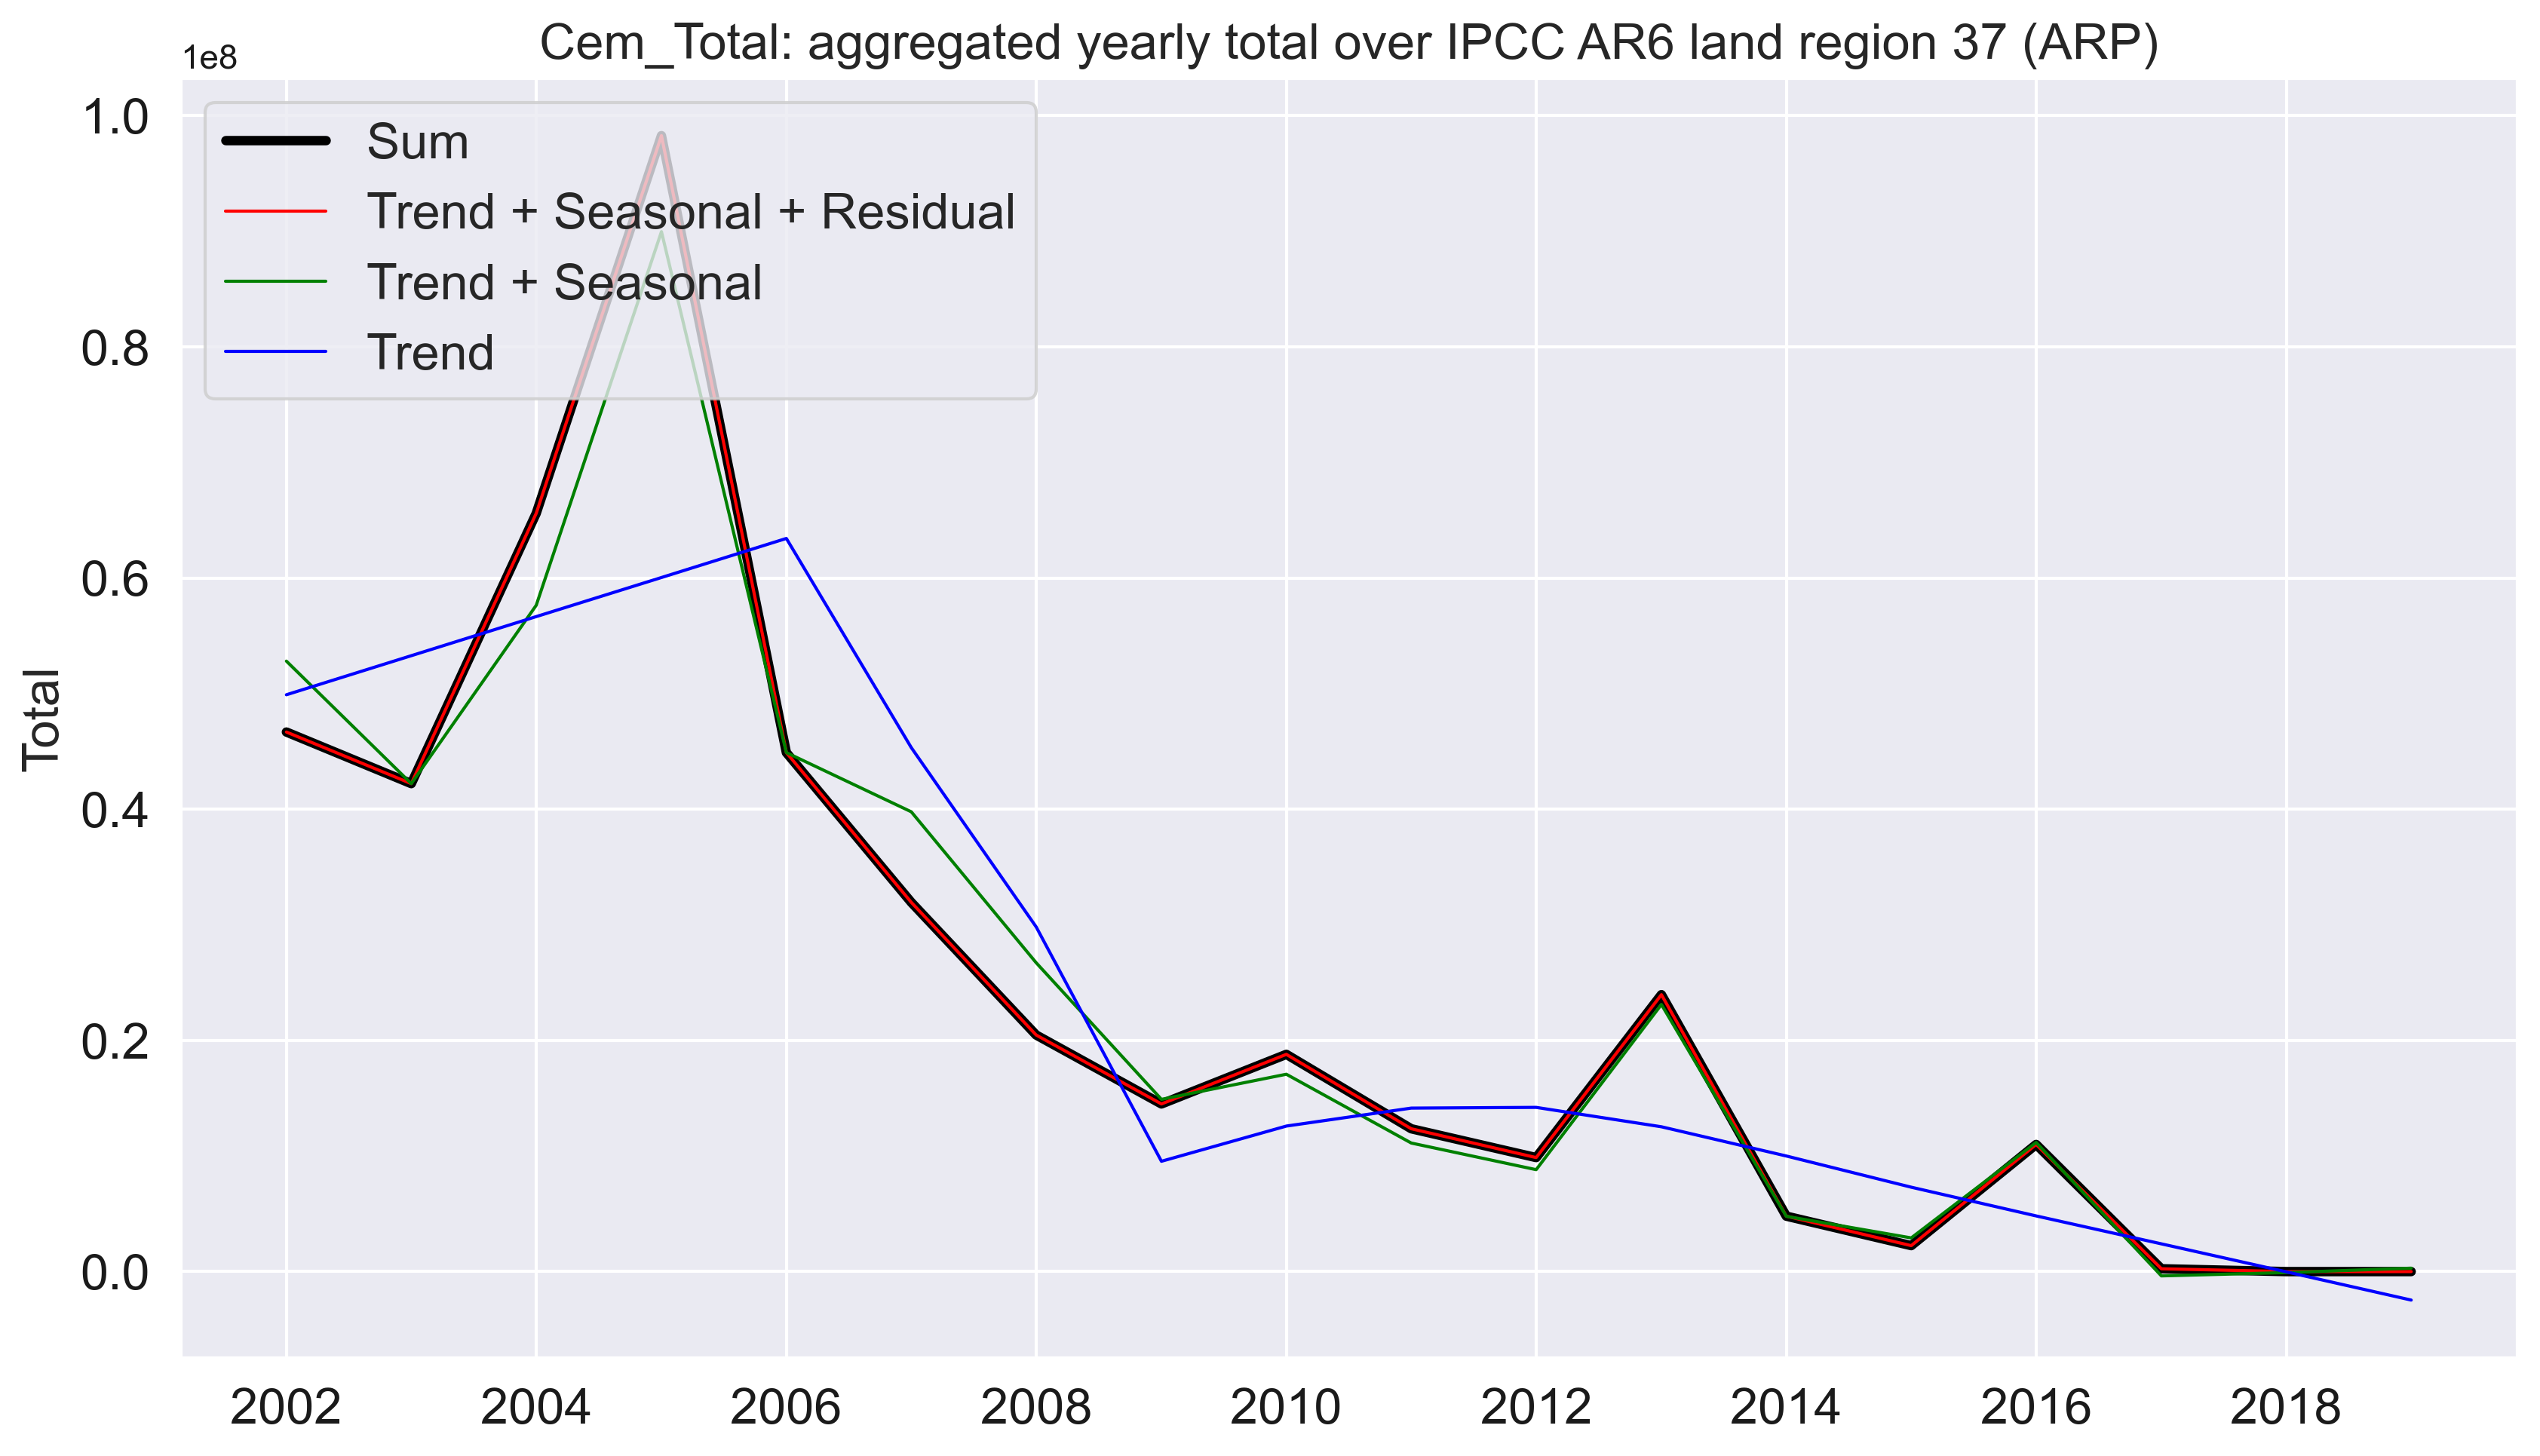 Cem_Total: aggregated yearly total over IPCC AR6 land region 37 (ARP)
1e8
1.0
0.8
0.6
0.4
0.2
0.0
Total
Sum
Trend + Seasonal + Residual
Trend + Seasonal
Trend
2002 2004 2006 2008 2010 2012 2014 2016 2018